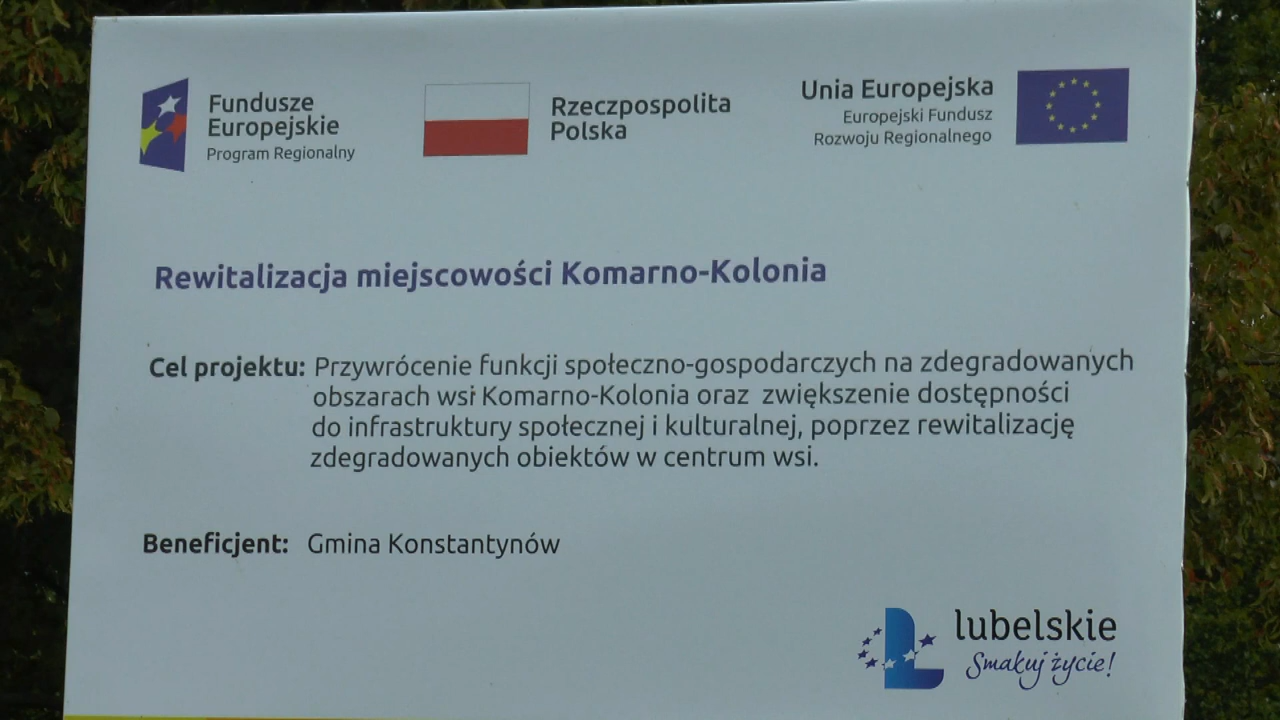 Fundusze
Europejskie
Program Regionalny
Rzeczpospolita
Polska
Unia Europejska
Europejski Fundusz
Rozwoju Regionalnego
Rewitalizacja miejscowości Komarno-Kolonia
Cel projektu: Przywrócenie funkcji społeczno-gospodarczych na zdegradowanych
obszarach wsi Komarno-Kolonia oraz zwiększenie dostępności
do infrastruktury społecznej i kulturalnej, poprzez rewitalizację
zdegradowanych obiektów w centrum wsi.
Beneficjent: Gmina Konstantynów
lubelskie
Smakuj życie!